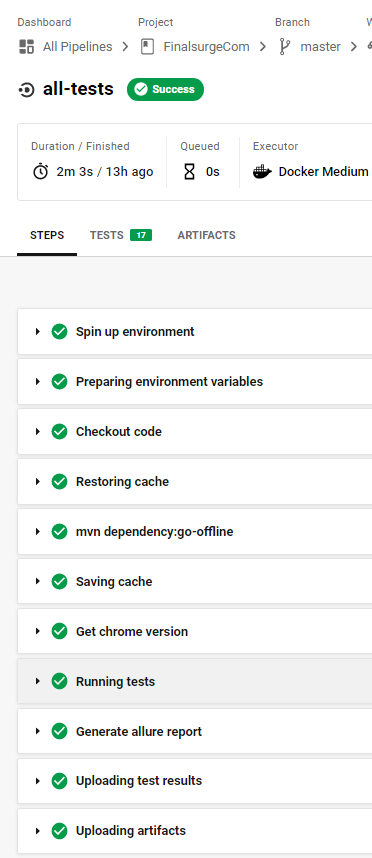 Dashboard Project Branch
All Pipelines FinalsurgeCom master
all-tests Success
Duration / Finished Queued Executor
2m 3s / 13h ago 0s Docker Medium
STEPS TESTS 17 ARTIFACTS
Spin up environment
Preparing environment variables
Checkout code
Restoring cache
mvn dependency:go-offline
Saving cache
Get chrome version
Running tests
Generate allure report
Uploading test results
Uploading artifacts